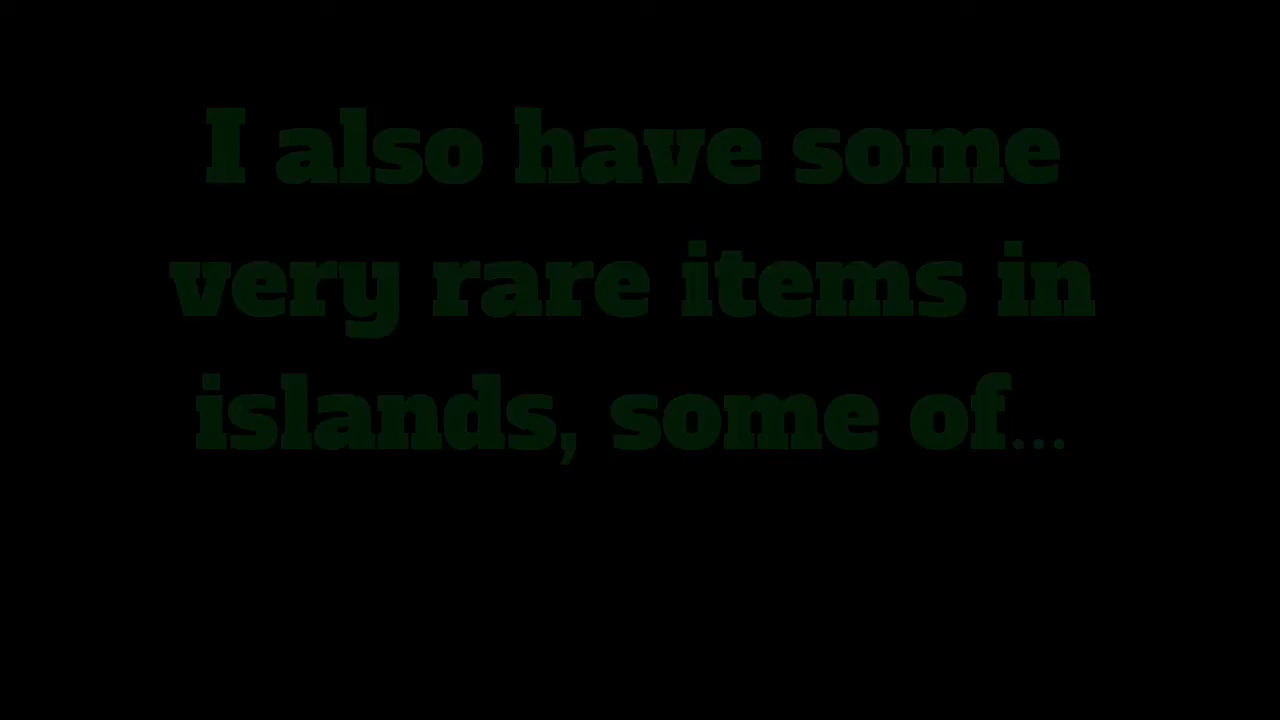 I also have some
very rare items in
islands, some of...